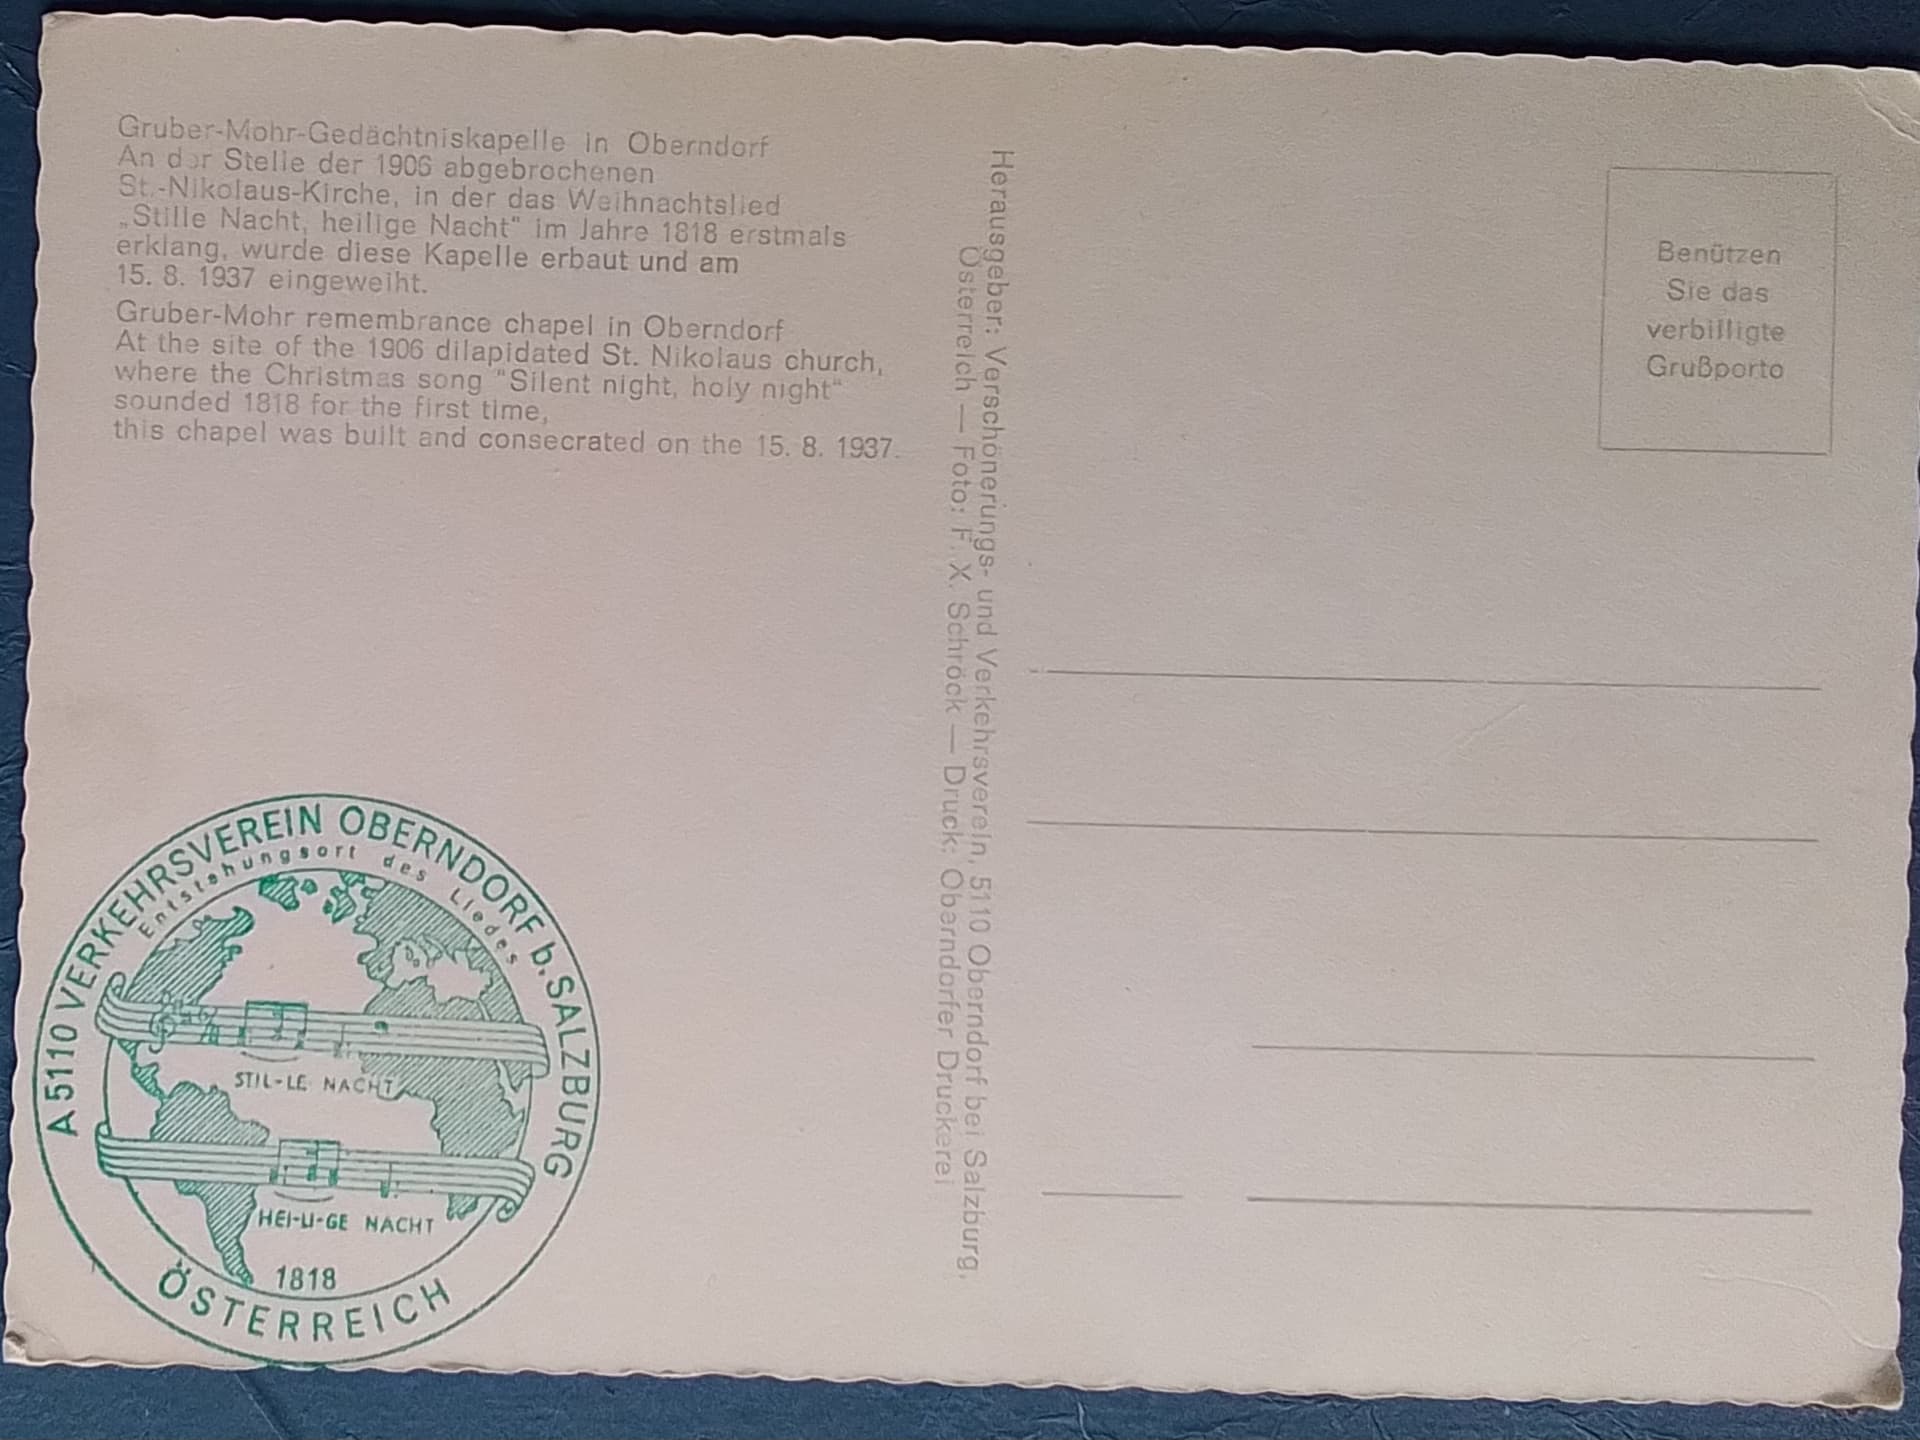 Gruber-Mohr-Gedächtniskapelle in Oberndorf
An der Stelle der 1906 abgebrochenen
St.-Nikolaus-Kirche, in der das Weihnachtslied
„Stille Nacht, heilige Nacht“ im Jahre 1818 erstmals
erklang, wurde diese Kapelle erbaut und am
15. 8. 1937 eingeweiht.
Gruber-Mohr remembrance chapel in Oberndorf
At the site of the 1906 dilapidated St. Nikolaus church,
where the Christmas song "Silent night, holy night“
sounded 1818 for the first time,
this chapel was built and consecrated on the 15. 8. 1937.
Herausgeber: Verschönerungs- und Verkehrsverein, 5110 Oberndorf bei Salzburg,
Österreich — Foto: F. X. Schröck — Druck: Oberndorfer Druckerei
Benützen
Sie das
verbilligte
Grußporto
A 5110 VERKEHRSVEREIN OBERNDORF b. SALZBURG
Entstehungsort des Liedes
STIL-LE NACHT
HEI-LI-GE NACHT
1818
ÖSTERREICH